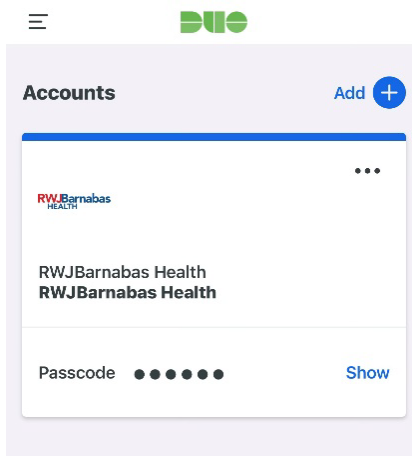 DUO
Accounts
Add
RWJBarnabas
HEALTH
RWJBarnabas Health
RWJBarnabas Health
Passcode ●●●●●● Show